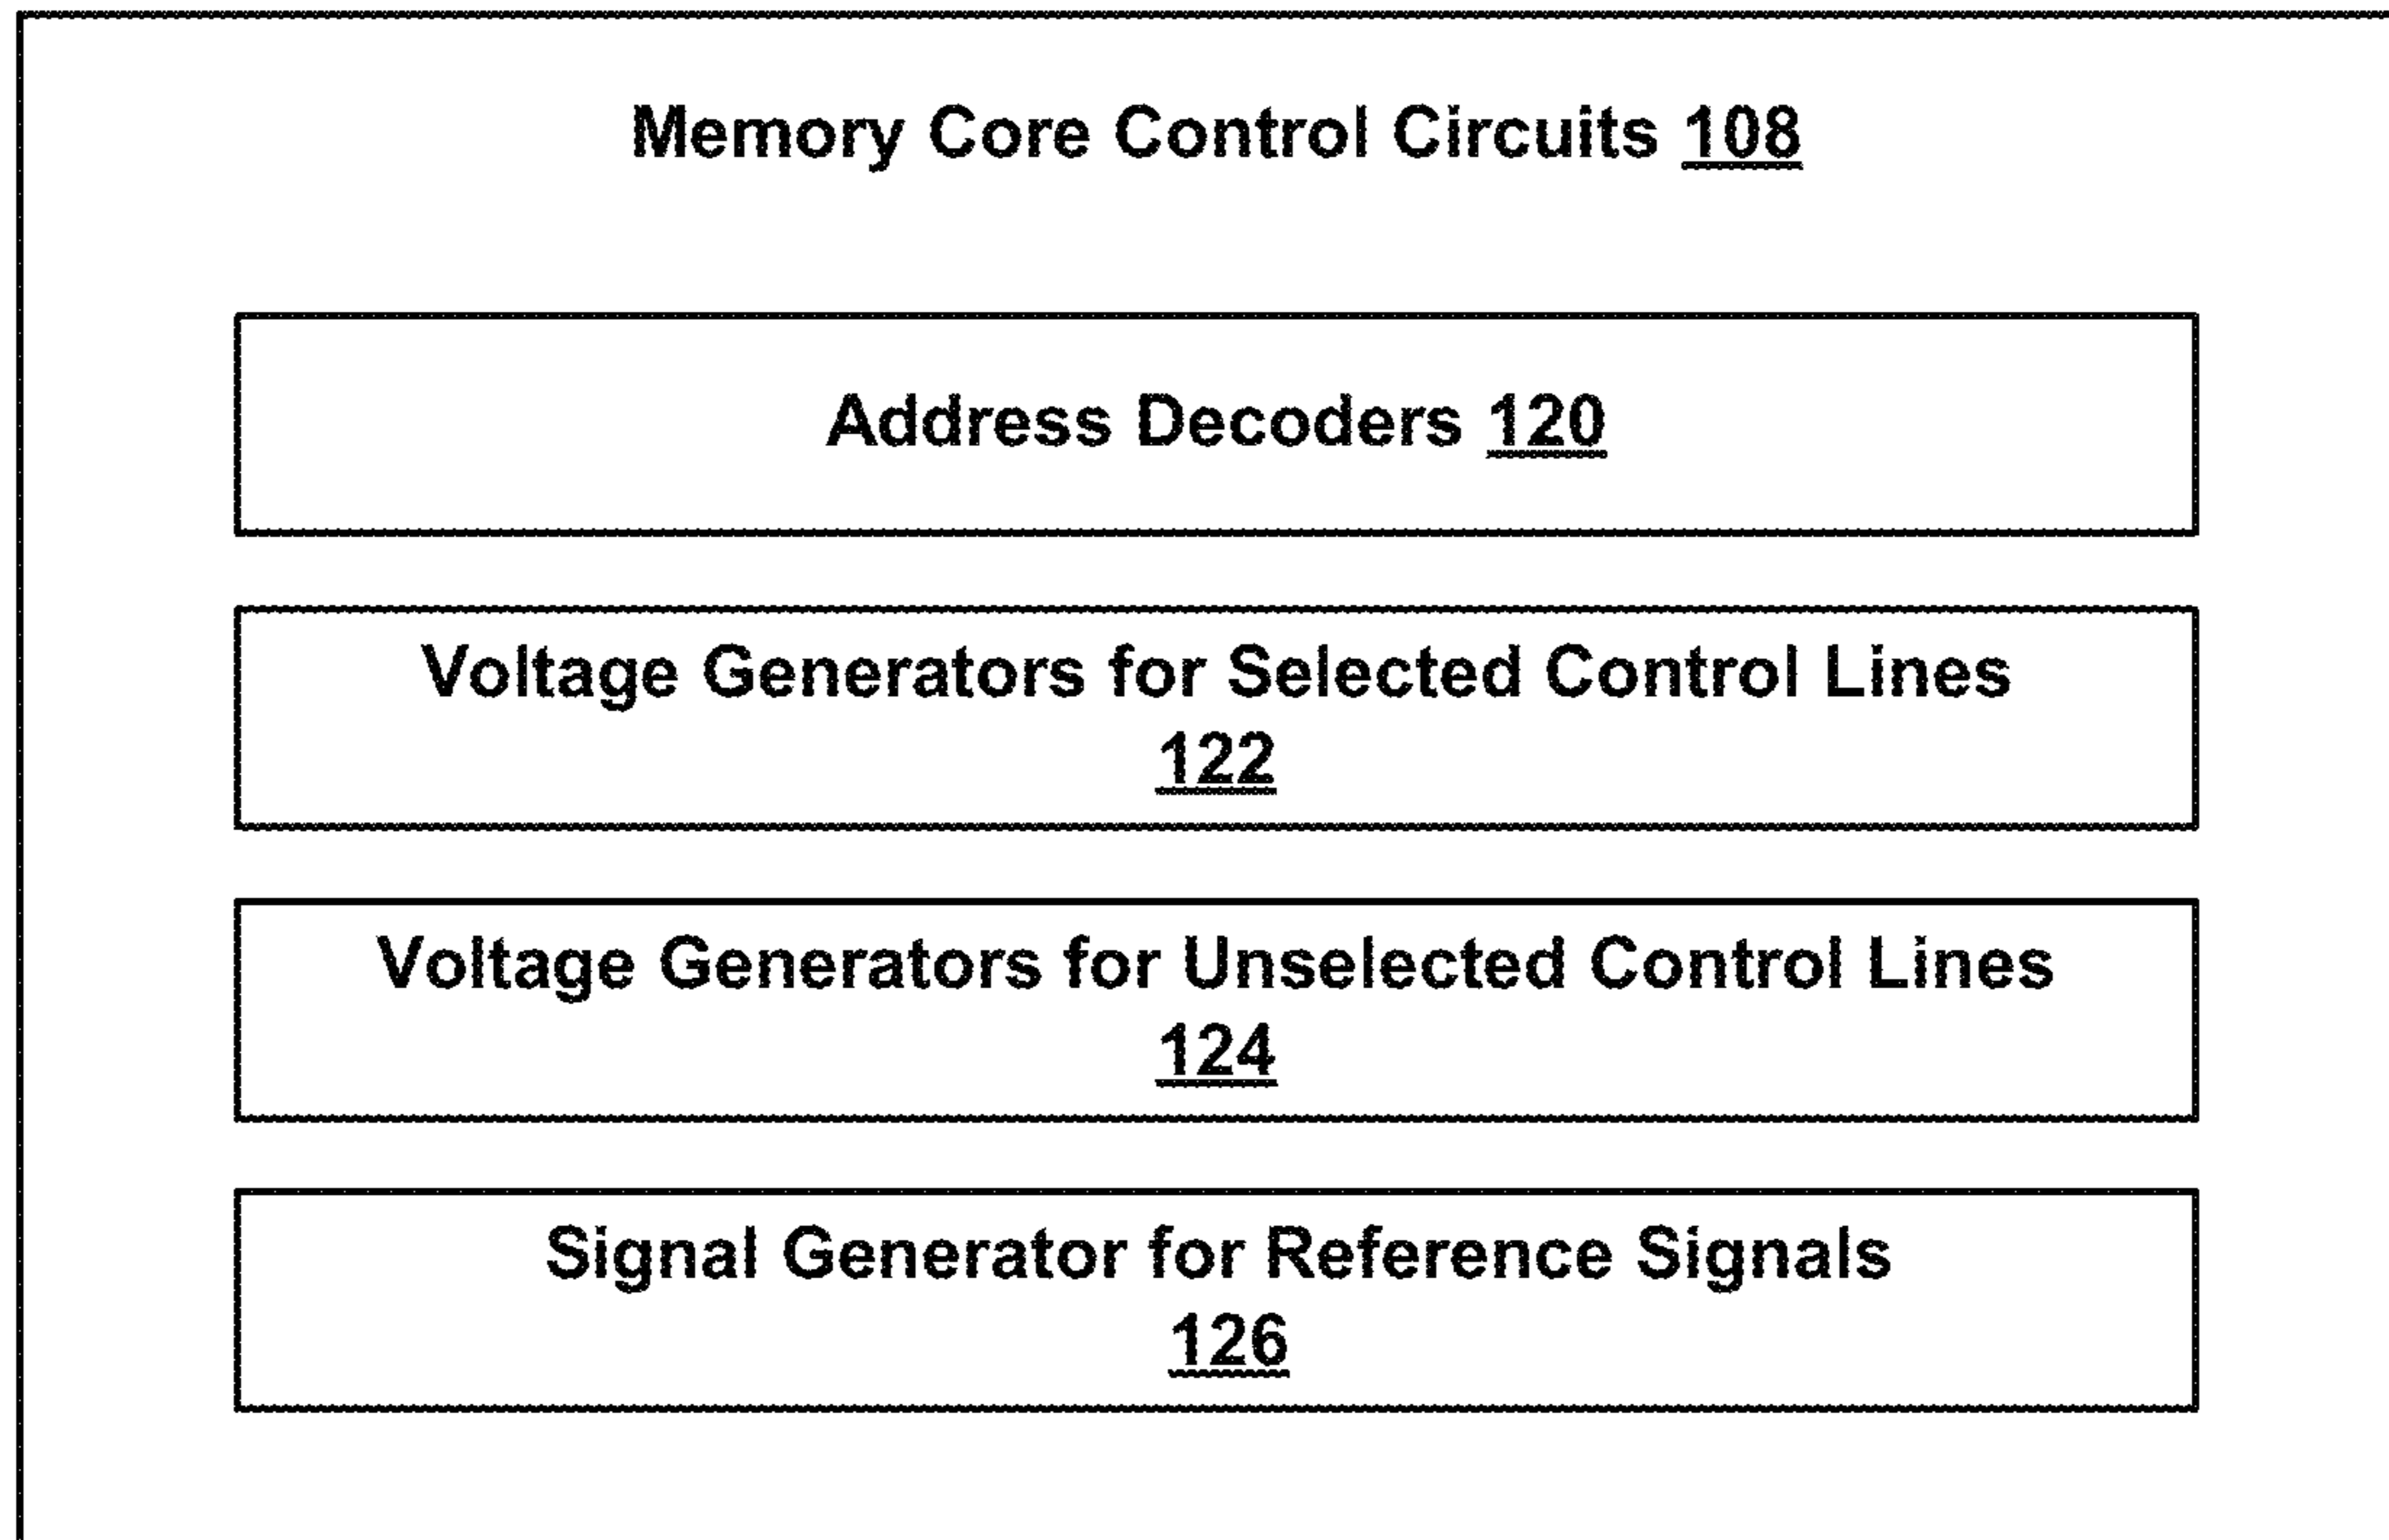 Memory Core Control Circuits 108
Address Decoders 120
Voltage Generators for Selected Control Lines
122
Voltage Generators for Unselected Control Lines
124
Signal Generator for Reference Signals
126